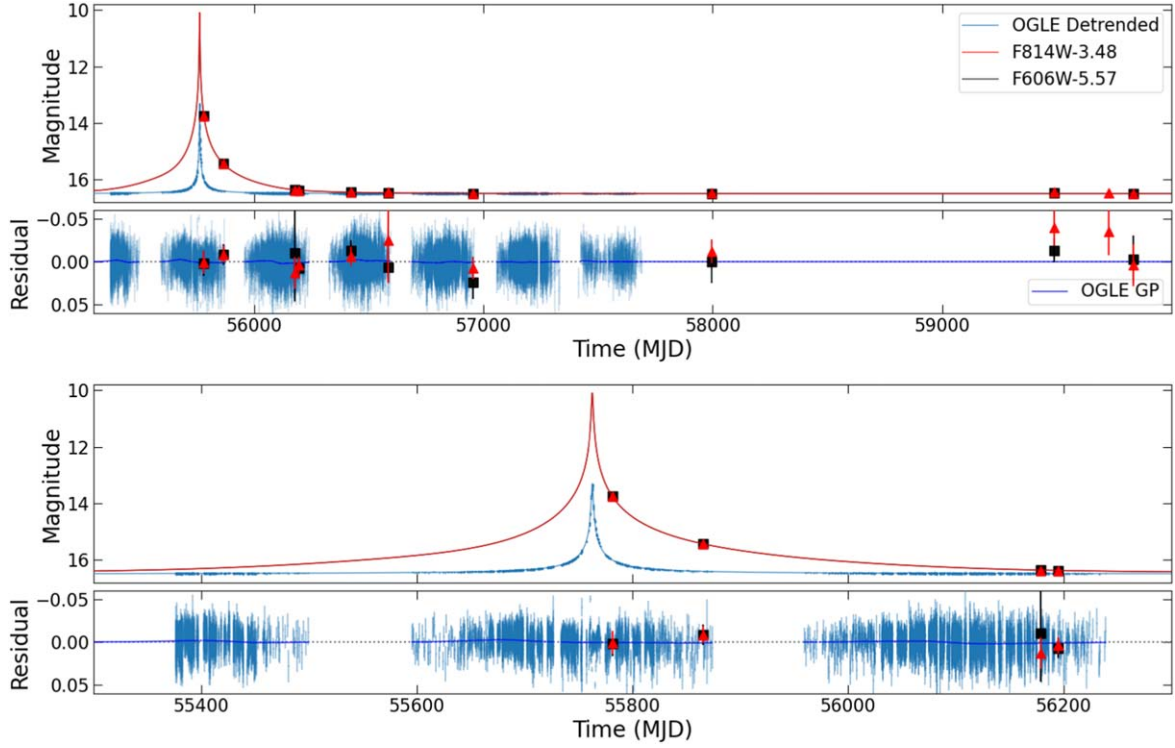 10
12
14
16
Magnitude
OGLE Detrended
F814W-3.48
F606W-5.57
−0.05
0.00
0.05
Residual
OGLE GP
56000 57000 58000 59000
Time (MJD)
10
12
14
16
Magnitude
−0.05
0.00
0.05
Residual
55400 55600 55800 56000 56200
Time (MJD)